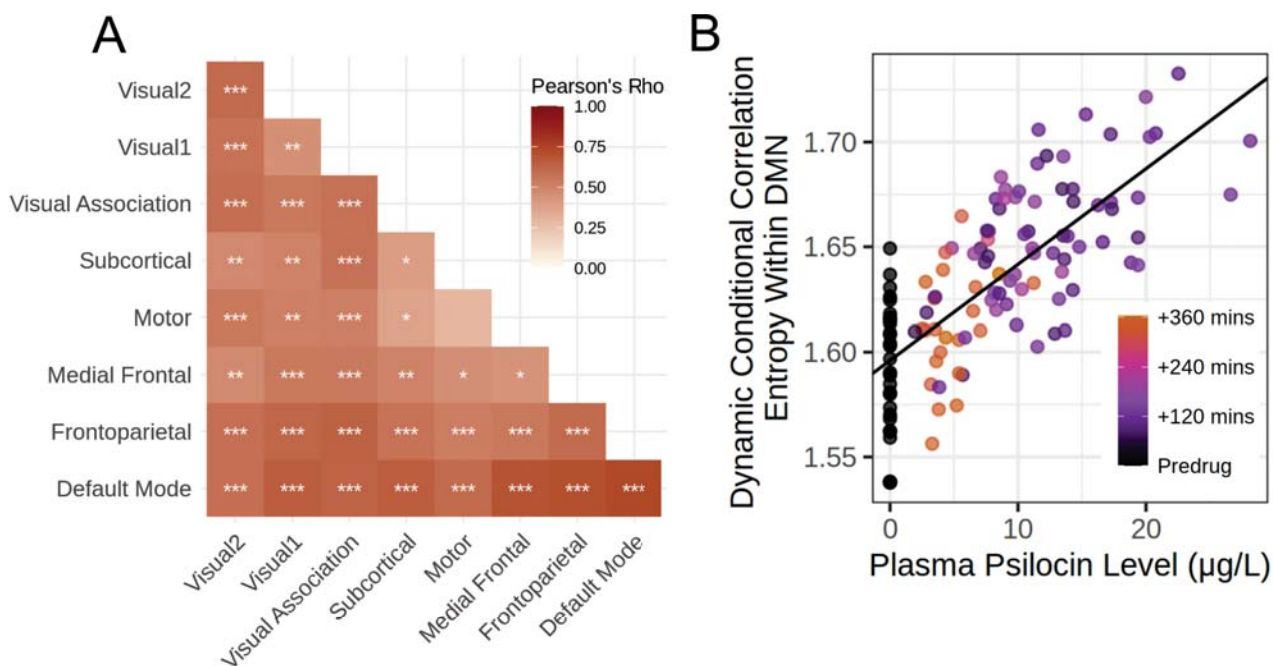 A
Pearson's Rho
1.00
0.75
0.50
0.25
0.00
Visual2
***
Visual1
*** **
Visual Association
*** *** ***
Subcortical
** ** *** *
Motor
*** ** *** *
Medial Frontal
** *** *** ** * *
Frontoparietal
*** *** *** *** *** *** ***
Default Mode
*** *** *** *** *** *** *** ***
Visual2
Visual1
Visual Association
Subcortical
Motor
Medial Frontal
Frontoparietal
Default Mode
B
Dynamic Conditional Correlation
Entropy Within DMN
1.70
1.65
1.60
1.55
+360 mins
+240 mins
+120 mins
Predrug
0 10 20
Plasma Psilocin Level (µg/L)